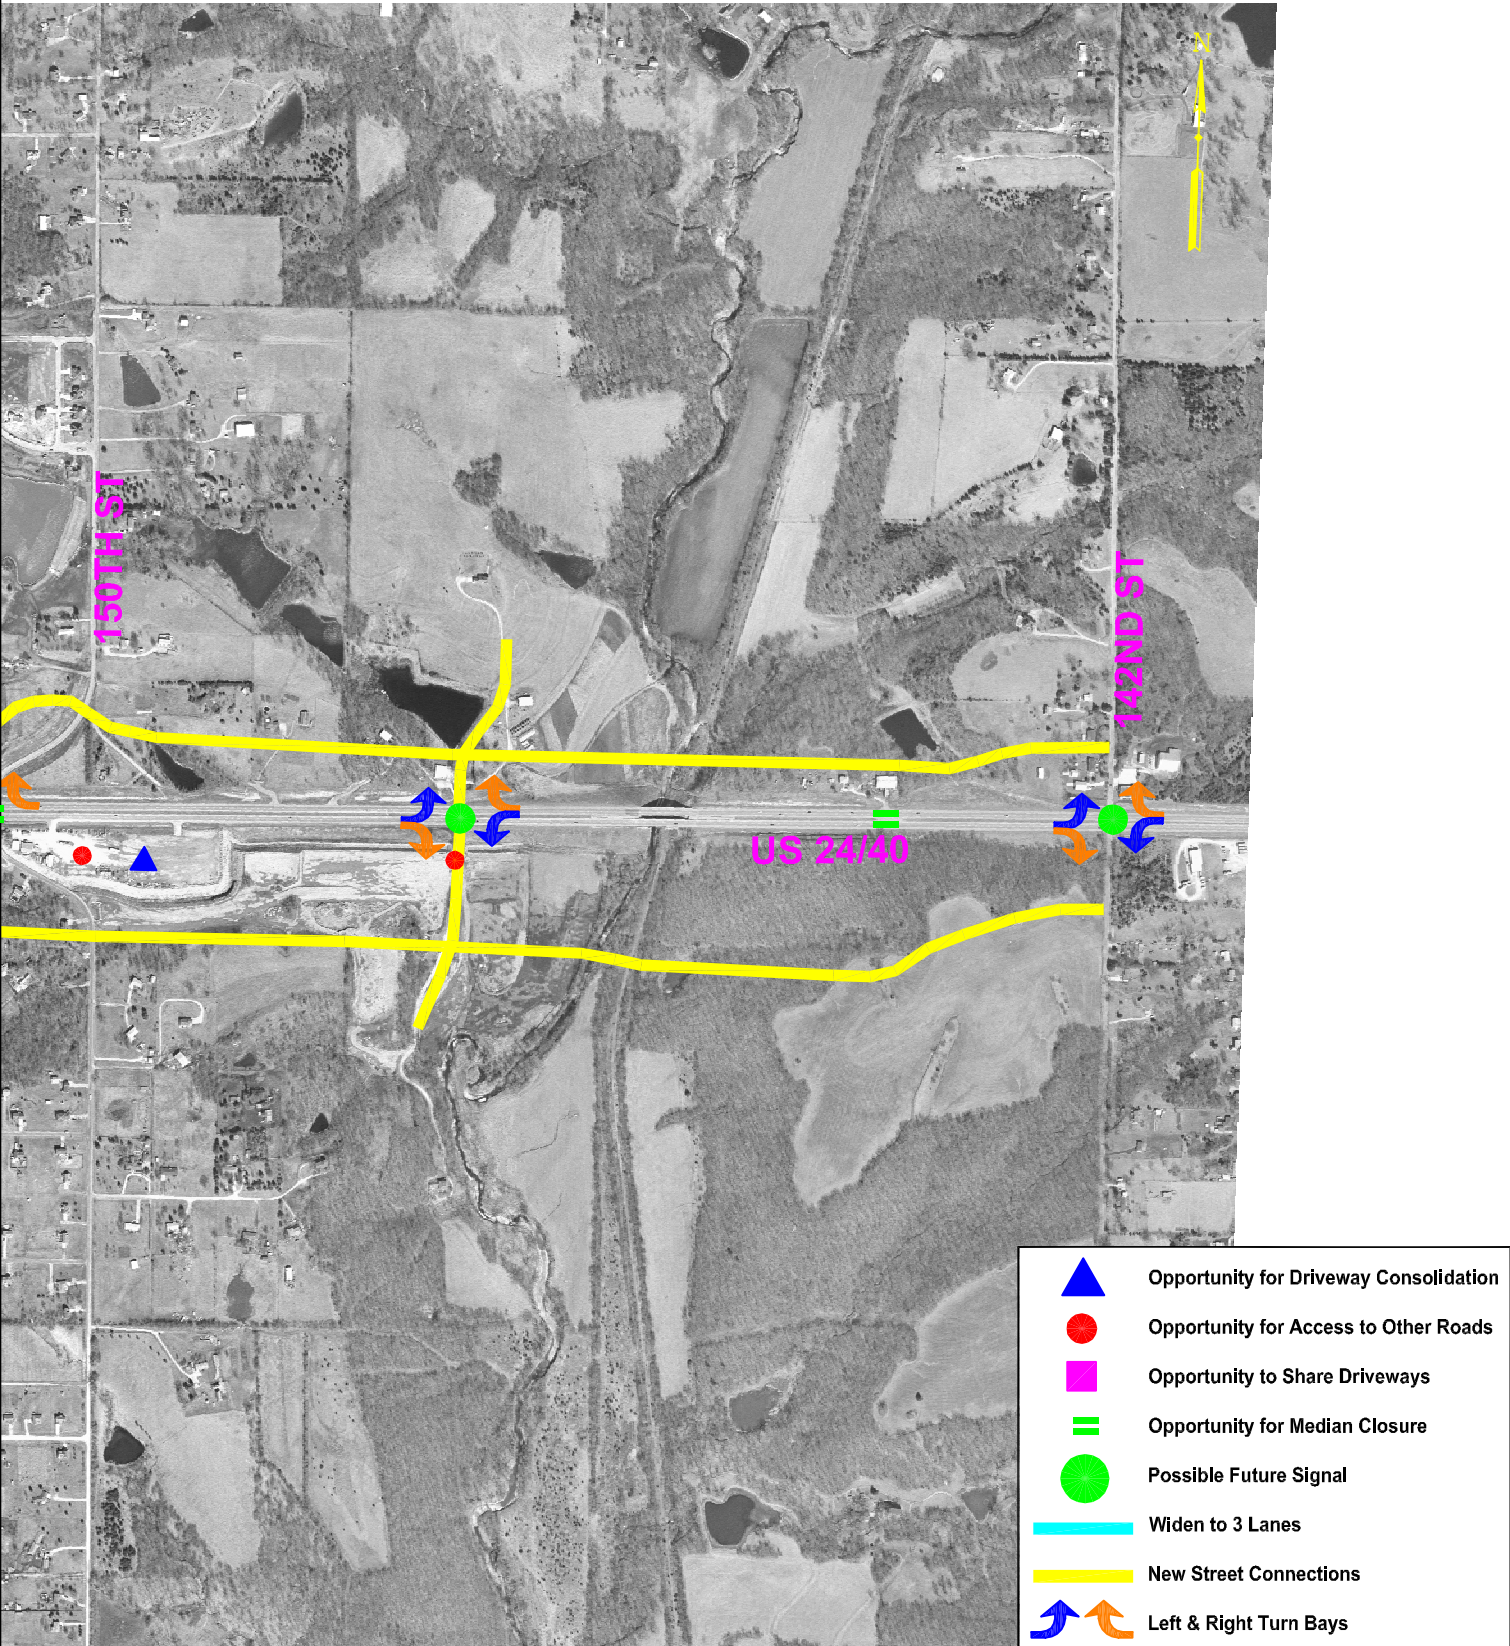 N
150TH ST
142ND ST
US 24/40
Opportunity for Driveway Consolidation
Opportunity for Access to Other Roads
Opportunity to Share Driveways
Opportunity for Median Closure
Possible Future Signal
Widen to 3 Lanes
New Street Connections
Left & Right Turn Bays